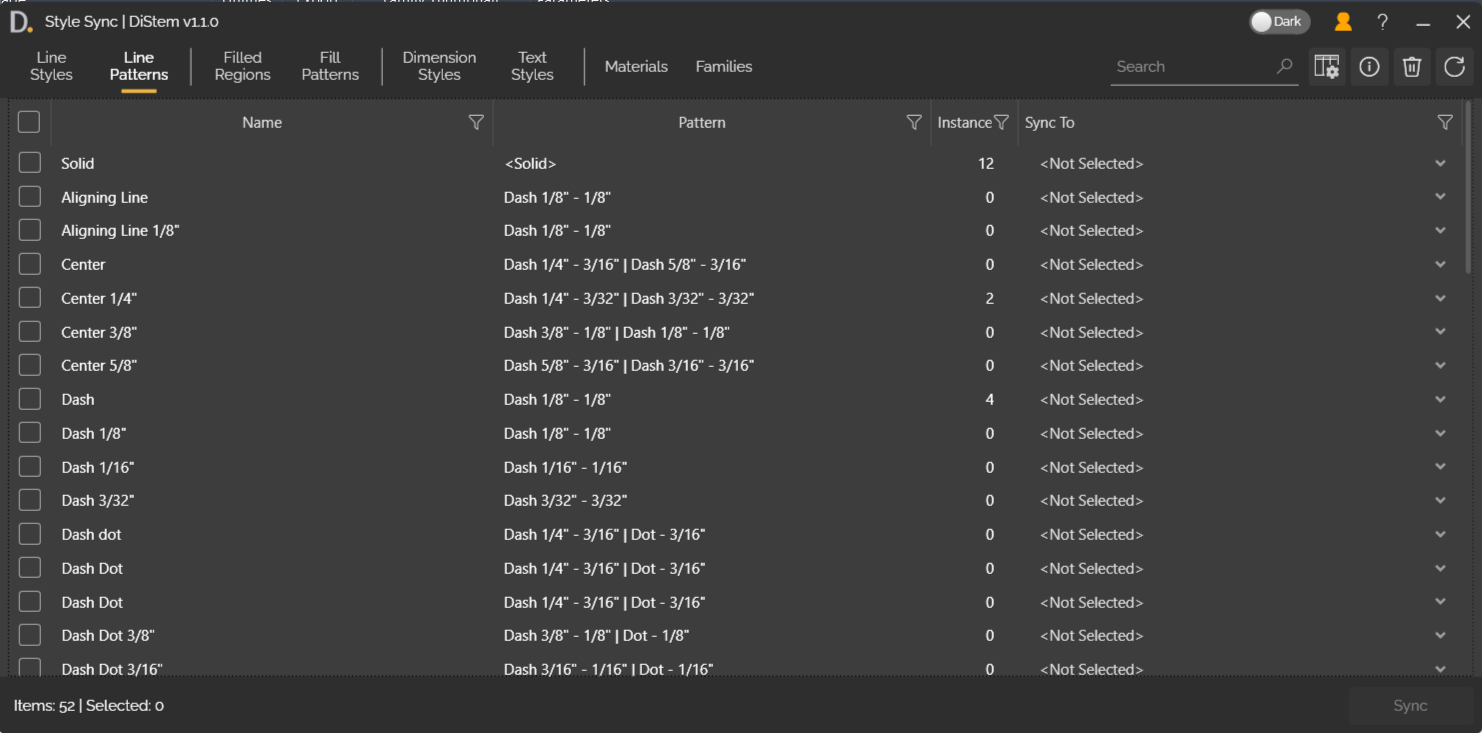 D. Style Sync | DiStem v1.1.0 Dark ?
Line Styles Line Patterns Filled Regions Fill Patterns Dimension Styles Text Styles Materials Families Search
Name Pattern Instance Sync To
Solid <Solid> 12 <Not Selected>
Aligning Line Dash 1/8" - 1/8" 0 <Not Selected>
Aligning Line 1/8" Dash 1/8" - 1/8" 0 <Not Selected>
Center Dash 1/4" - 3/16" | Dash 5/8" - 3/16" 0 <Not Selected>
Center 1/4" Dash 1/4" - 3/32" | Dash 3/32" - 3/32" 2 <Not Selected>
Center 3/8" Dash 3/8" - 1/8" | Dash 1/8" - 1/8" 0 <Not Selected>
Center 5/8" Dash 5/8" - 3/16" | Dash 3/16" - 3/16" 0 <Not Selected>
Dash Dash 1/8" - 1/8" 4 <Not Selected>
Dash 1/8" Dash 1/8" - 1/8" 0 <Not Selected>
Dash 1/16" Dash 1/16" - 1/16" 0 <Not Selected>
Dash 3/32" Dash 3/32" - 3/32" 0 <Not Selected>
Dash dot Dash 1/4" - 3/16" | Dot - 3/16" 0 <Not Selected>
Dash Dot Dash 1/4" - 3/16" | Dot - 3/16" 0 <Not Selected>
Dash Dot Dash 1/4" - 3/16" | Dot - 3/16" 0 <Not Selected>
Dash Dot 3/8" Dash 3/8" - 1/8" | Dot - 1/8" 0 <Not Selected>
Dash Dot 3/16" Dash 3/16" - 1/16" | Dot - 1/16" 0 <Not Selected>
Items: 52 | Selected: 0 Sync